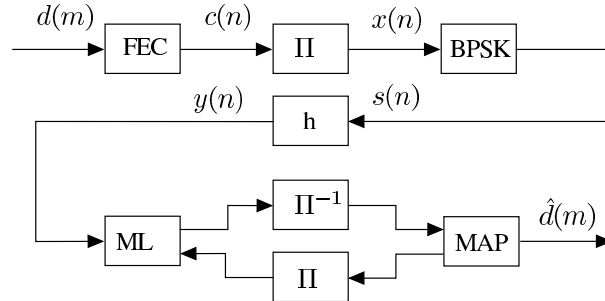 d(m) c(n) x(n)
FEC Π BPSK
y(n) s(n)
h
Π⁻¹
ML MAP d̂(m)
Π